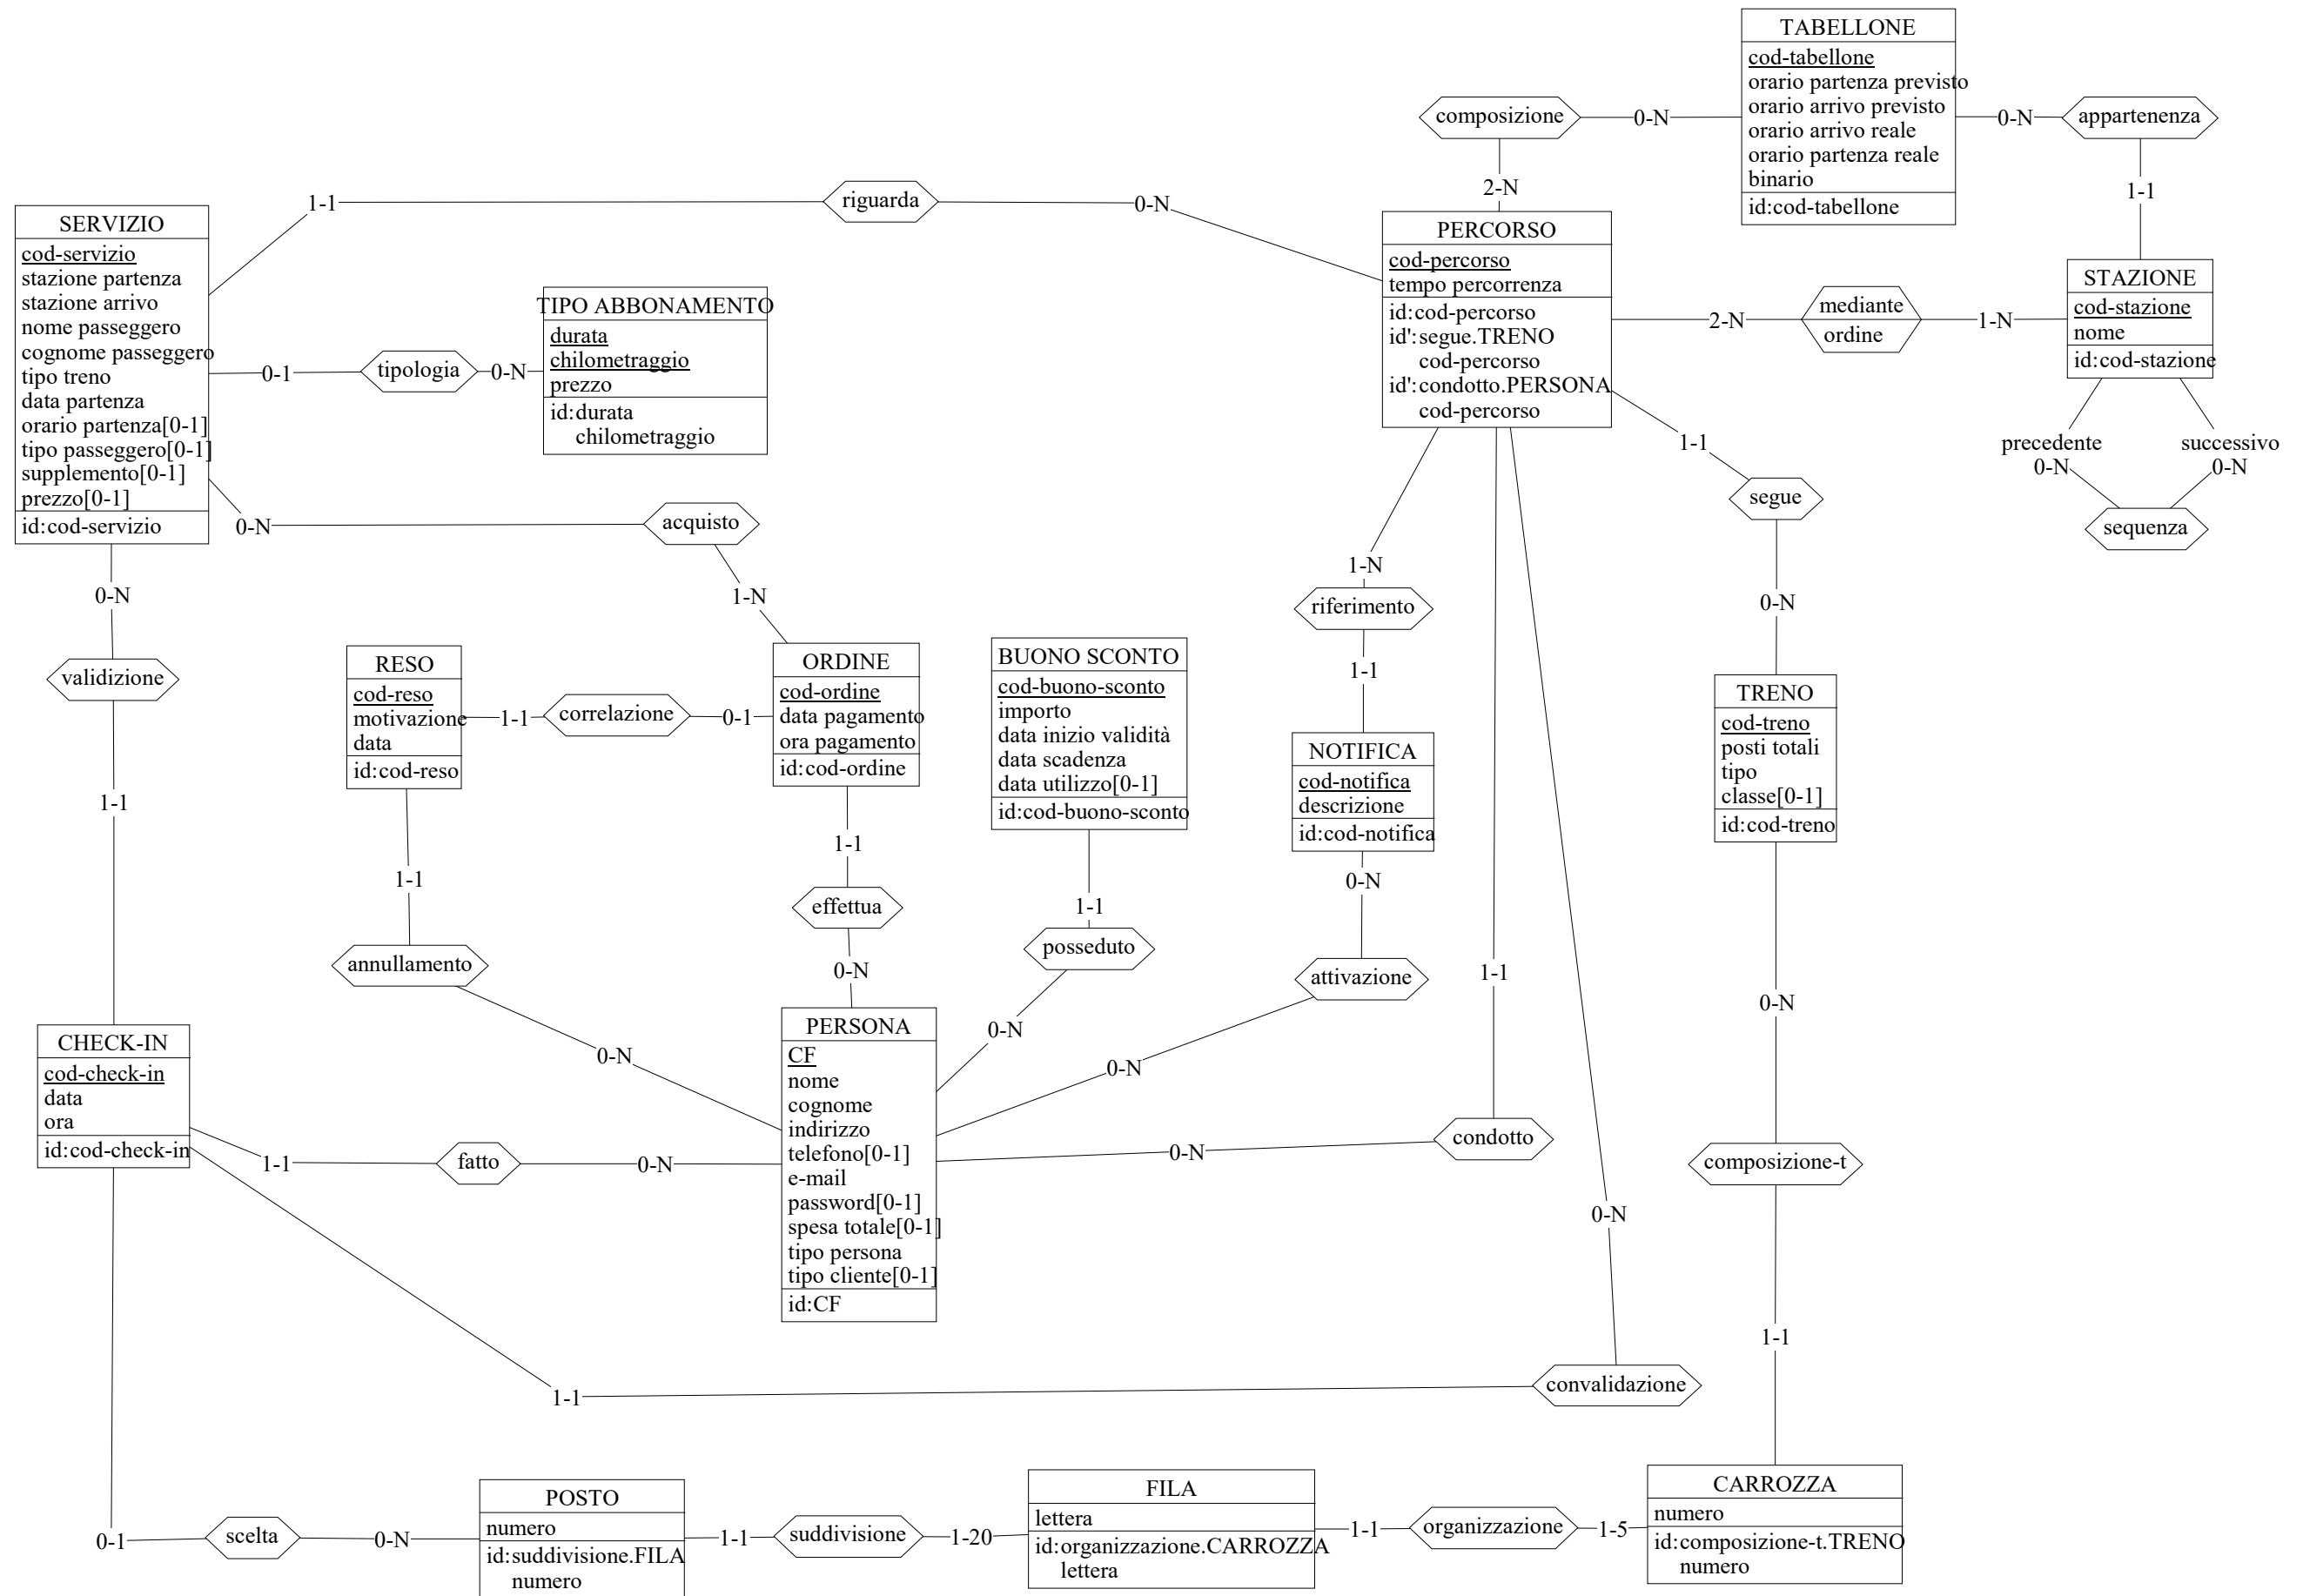 TABELLONE
cod-tabellone
orario partenza previsto
orario arrivo previsto
orario arrivo reale
orario partenza reale
binario
id:cod-tabellone
composizione
0-N
0-N
appartenenza
2-N
1-1
riguarda
1-1
0-N
SERVIZIO
cod-servizio
stazione partenza
stazione arrivo
nome passeggero
cognome passeggero
tipo treno
data partenza
orario partenza[0-1]
tipo passeggero[0-1]
supplemento[0-1]
prezzo[0-1]
id:cod-servizio
PERCORSO
cod-percorso
tempo percorrenza
id:cod-percorso
id':segue.TRENO
cod-percorso
id':condotto.PERSONA
cod-percorso
STAZIONE
cod-stazione
nome
id:cod-stazione
2-N
mediante
ordine
1-N
TIPO ABBONAMENTO
durata
chilometraggio
prezzo
id:durata
chilometraggio
0-1
tipologia
0-N
1-1
precedente
0-N
successivo
0-N
segue
sequenza
0-N
acquisto
1-N
0-N
1-N
riferimento
0-N
1-1
validizione
RESO
cod-reso
motivazione
data
id:cod-reso
1-1
correlazione
0-1
ORDINE
cod-ordine
data pagamento
ora pagamento
id:cod-ordine
BUONO SCONTO
cod-buono-sconto
importo
data inizio validità
data scadenza
data utilizzo[0-1]
id:cod-buono-sconto
NOTIFICA
cod-notifica
descrizione
id:cod-notifica
TRENO
cod-treno
posti totali
tipo
classe[0-1]
id:cod-treno
1-1
1-1
1-1
effettua
1-1
posseduto
0-N
attivazione
annullamento
0-N
1-1
0-N
0-N
0-N
0-N
CHECK-IN
cod-check-in
data
ora
id:cod-check-in
PERSONA
CF
nome
cognome
indirizzo
telefono[0-1]
e-mail
password[0-1]
spesa totale[0-1]
tipo persona
tipo cliente[0-1]
id:CF
1-1
fatto
0-N
0-N
condotto
composizione-t
0-N
1-1
1-1
convalidazione
0-1
scelta
0-N
POSTO
numero
id:suddivisione.FILA
numero
1-1
suddivisione
1-20
FILA
lettera
id:organizzazione.CARROZZA
lettera
1-1
organizzazione
1-5
CARROZZA
numero
id:composizione-t.TRENO
numero